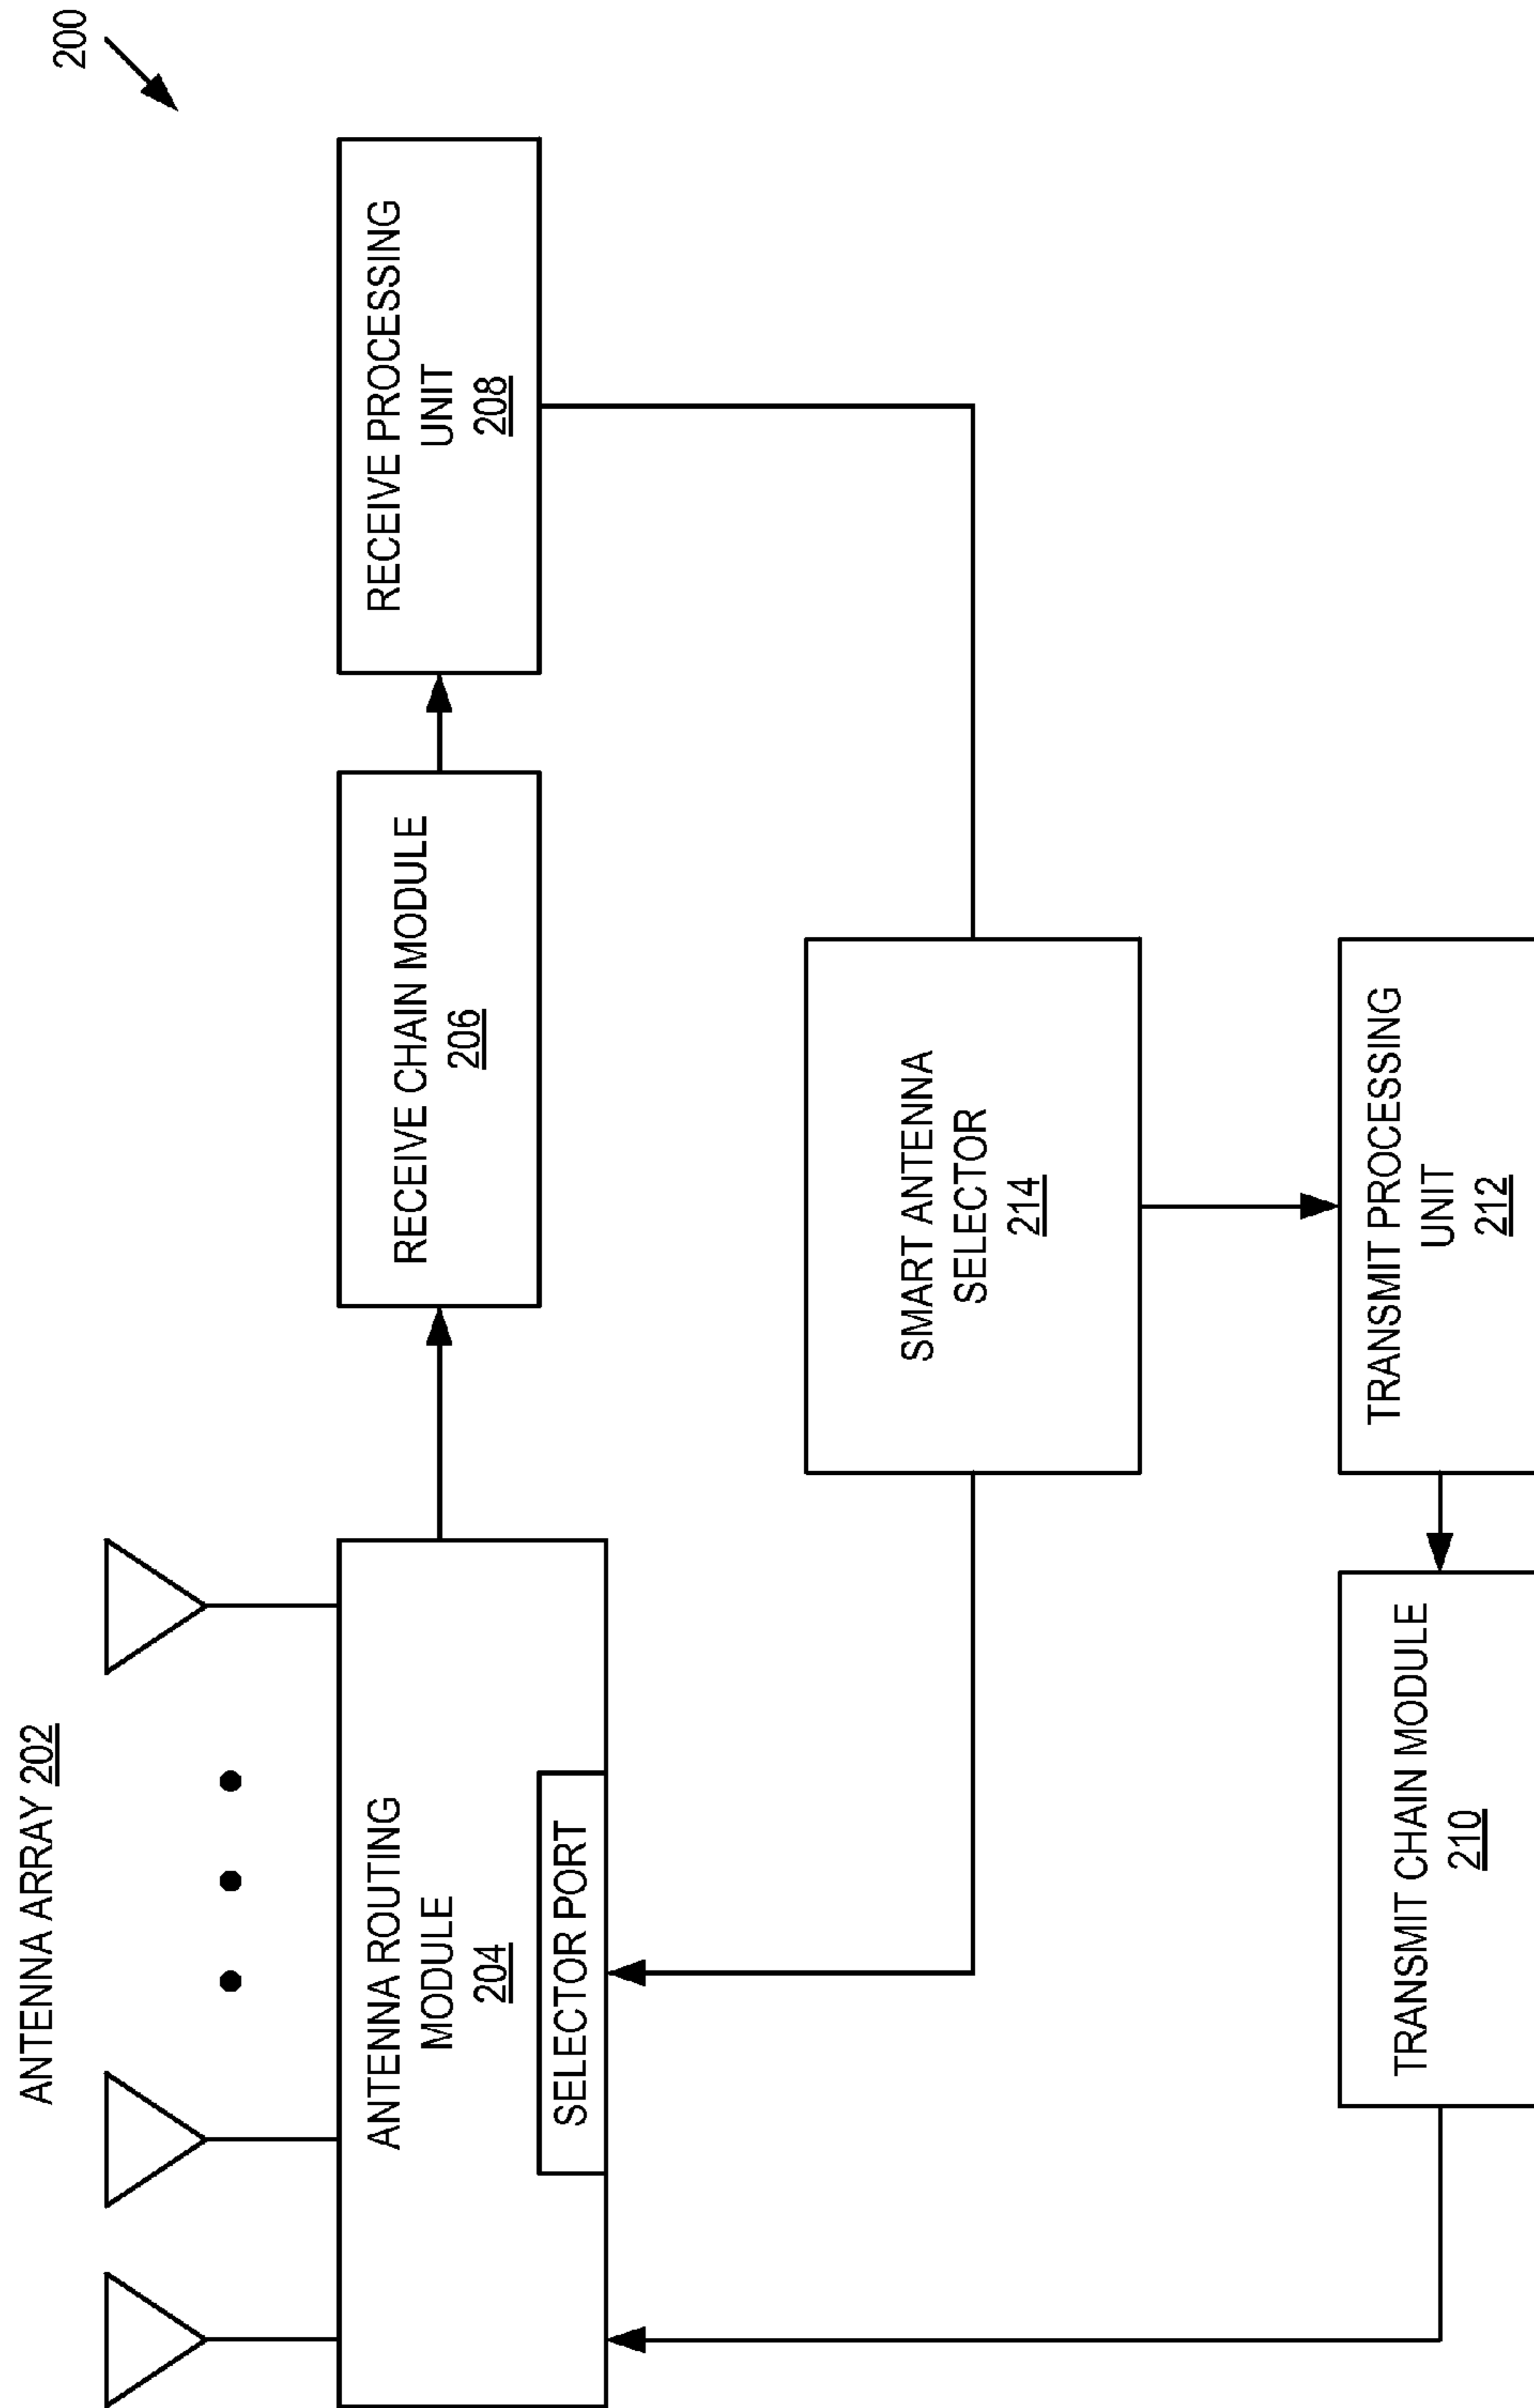 200
ANTENNA ARRAY 202
ANTENNA ROUTING
MODULE
204
SELECTOR PORT
RECEIVE CHAIN MODULE
206
RECEIVE PROCESSING
UNIT
208
SMART ANTENNA
SELECTOR
214
TRANSMIT CHAIN MODULE
210
TRANSMIT PROCESSING
UNIT
212